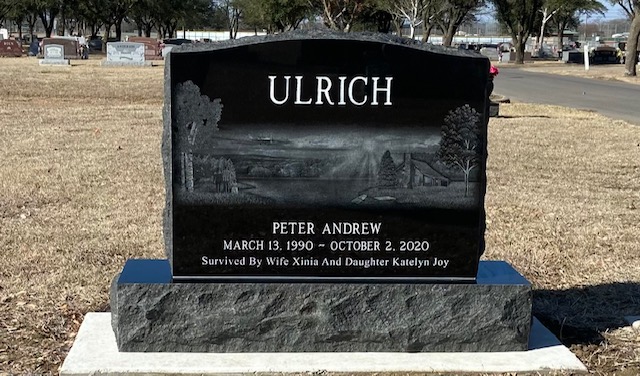 ULRICH
PETER ANDREW
MARCH 13, 1990 ~ OCTOBER 2, 2020
Survived By Wife Xinia And Daughter Katelyn Joy